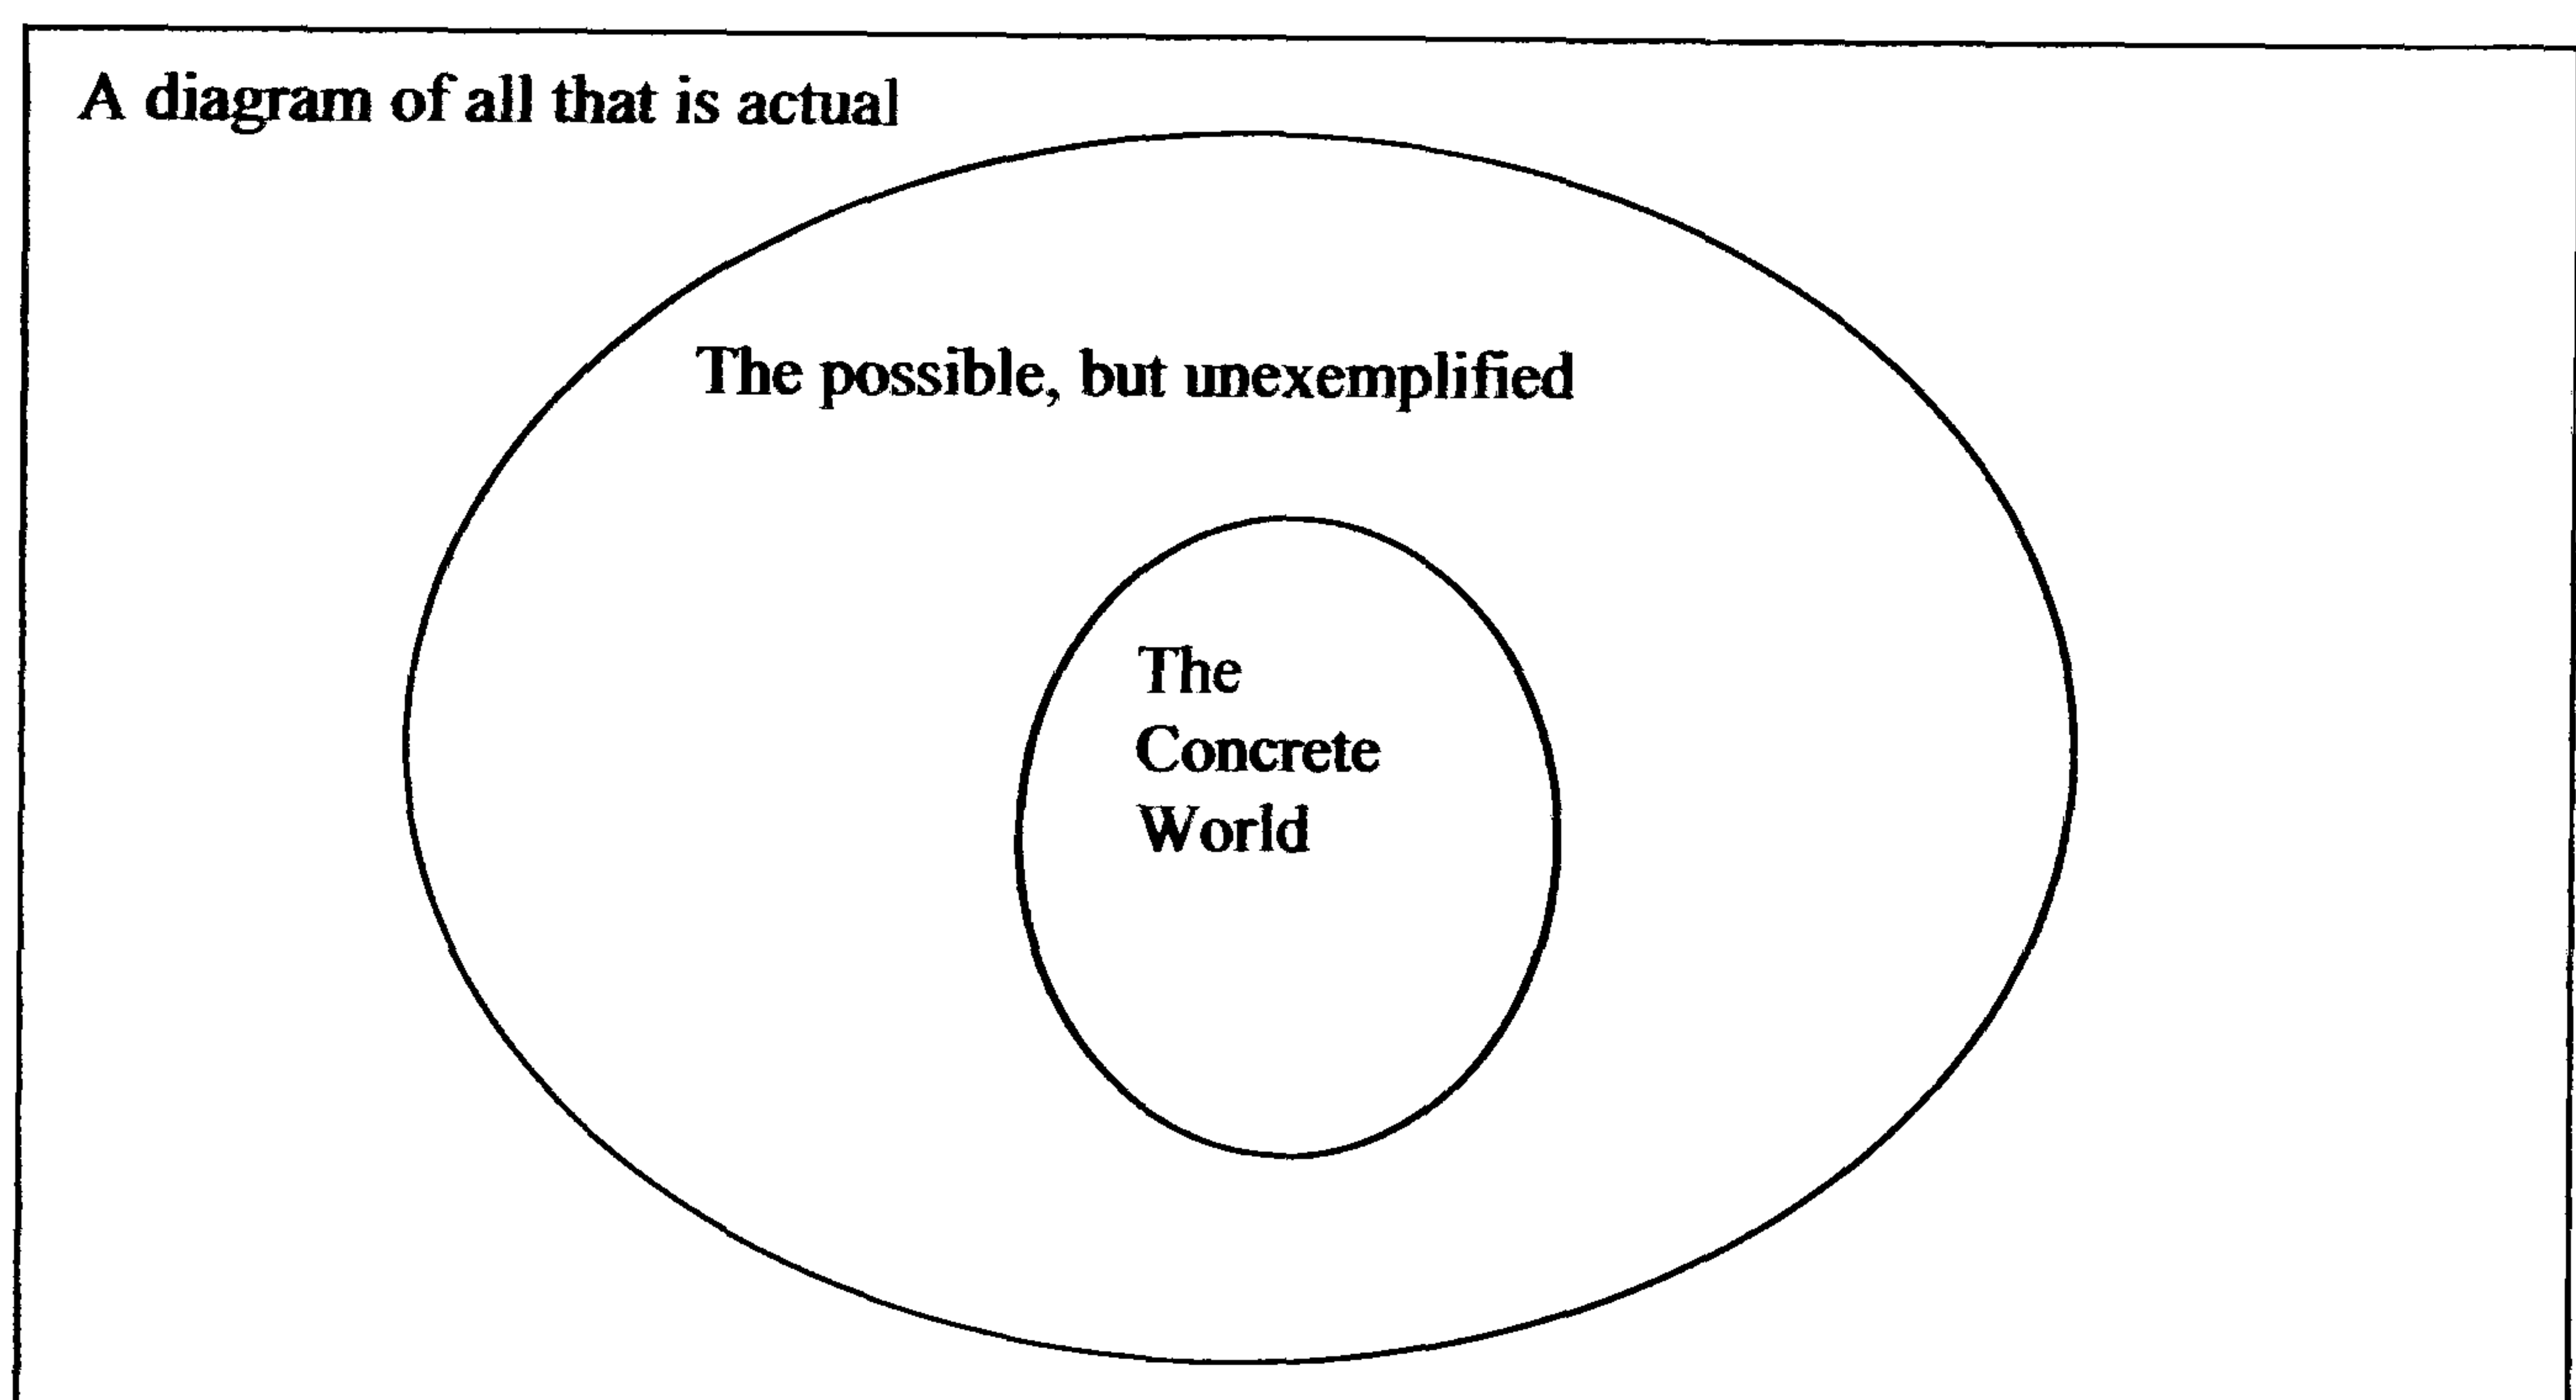 A diagram of all that is actual
The possible, but unexemplified
The
Concrete
World